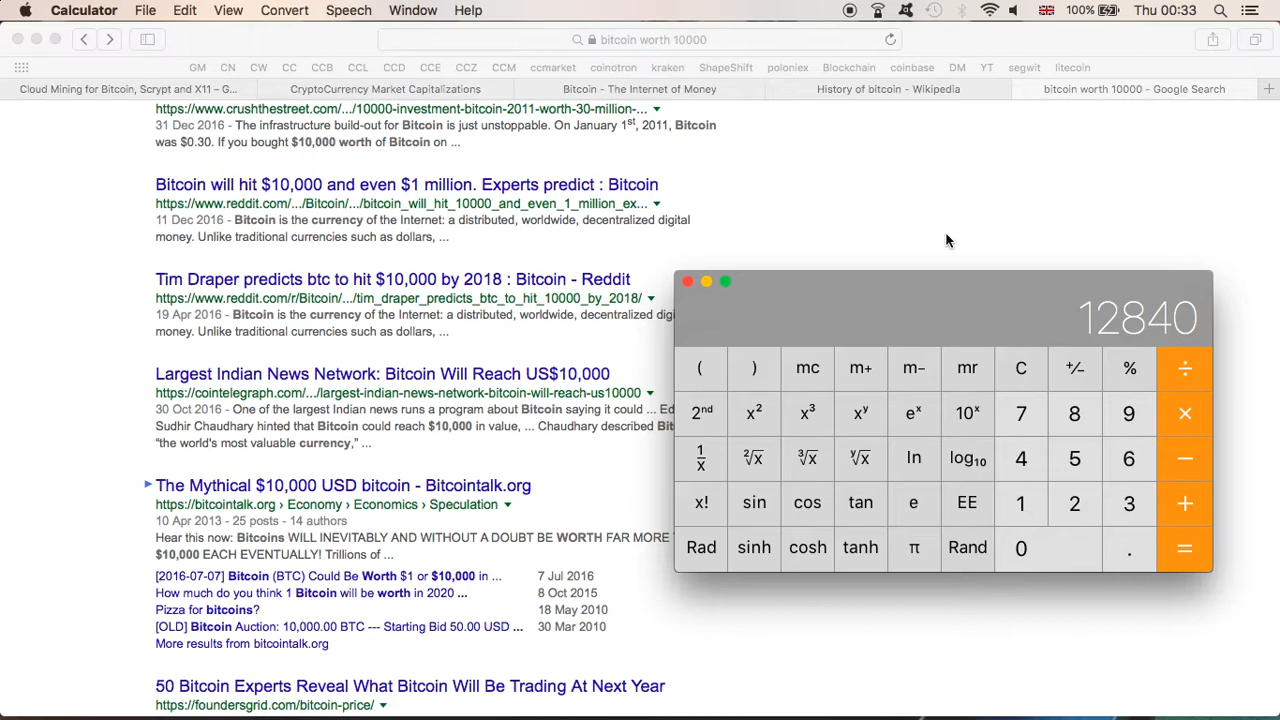 Calculator File Edit View Convert Speech Window Help 100% Thu 00:33
bitcoin worth 10000
GM CN CW CC CCB CCL CCD CCE CCZ CCM ccmarket coinotron kraken ShapeShift poloniex Blockchain coinbase DM YT segwit litecoin
Cloud Mining for Bitcoin, Scrypt and X11 – G... CryptoCurrency Market Capitalizations Bitcoin - The Internet of Money History of bitcoin - Wikipedia bitcoin worth 10000 - Google Search
https://www.crushthestreet.com/.../10000-investment-bitcoin-2011-worth-30-million-...
31 Dec 2016 - The infrastructure build-out for Bitcoin is just unstoppable. On January 1st, 2011, Bitcoin
was $0.30. If you bought $10,000 worth of Bitcoin on ...
Bitcoin will hit $10,000 and even $1 million. Experts predict : Bitcoin
https://www.reddit.com/.../Bitcoin/.../bitcoin_will_hit_10000_and_even_1_million_ex...
11 Dec 2016 - Bitcoin is the currency of the Internet: a distributed, worldwide, decentralized digital
money. Unlike traditional currencies such as dollars, ...
Tim Draper predicts btc to hit $10,000 by 2018 : Bitcoin - Reddit
https://www.reddit.com/r/Bitcoin/.../tim_draper_predicts_btc_to_hit_10000_by_2018/
19 Apr 2016 - Bitcoin is the currency of the Internet: a distributed, worldwide, decentralized digi
money. Unlike traditional currencies such as dollars, ...
Largest Indian News Network: Bitcoin Will Reach US$10,000
https://cointelegraph.com/.../largest-indian-news-network-bitcoin-will-reach-us10000
30 Oct 2016 - One of the largest Indian news runs a program about Bitcoin saying it could ... Ed
Sudhir Chaudhary hinted that Bitcoin could reach $10,000 in value, ... Chaudhary described Bit
“the world's most valuable currency,” ...
The Mythical $10,000 USD bitcoin - Bitcointalk.org
https://bitcointalk.org › Economy › Economics › Speculation
10 Apr 2013 - 25 posts - 14 authors
Hear this now: Bitcoins WILL INEVITABLY AND WITHOUT A DOUBT BE WORTH FAR MORE T
$10,000 EACH EVENTUALLY! Trillions of ...
[2016-07-07] Bitcoin (BTC) Could Be Worth $1 or $10,000 in ... 7 Jul 2016
How much do you think 1 Bitcoin will be worth in 2020 ... 8 Oct 2015
Pizza for bitcoins? 18 May 2010
[OLD] Bitcoin Auction: 10,000.00 BTC --- Starting Bid 50.00 USD ... 30 Mar 2010
More results from bitcointalk.org
50 Bitcoin Experts Reveal What Bitcoin Will Be Trading At Next Year
https://foundersgrid.com/bitcoin-price/
12840
( ) mc m+ m− mr C +/− % ÷
2nd x² x³ xʸ eˣ 10ˣ 7 8 9 ×
1/x ²√x ³√x ʸ√x ln log₁₀ 4 5 6 −
x! sin cos tan e EE 1 2 3 +
Rad sinh cosh tanh π Rand 0 . =